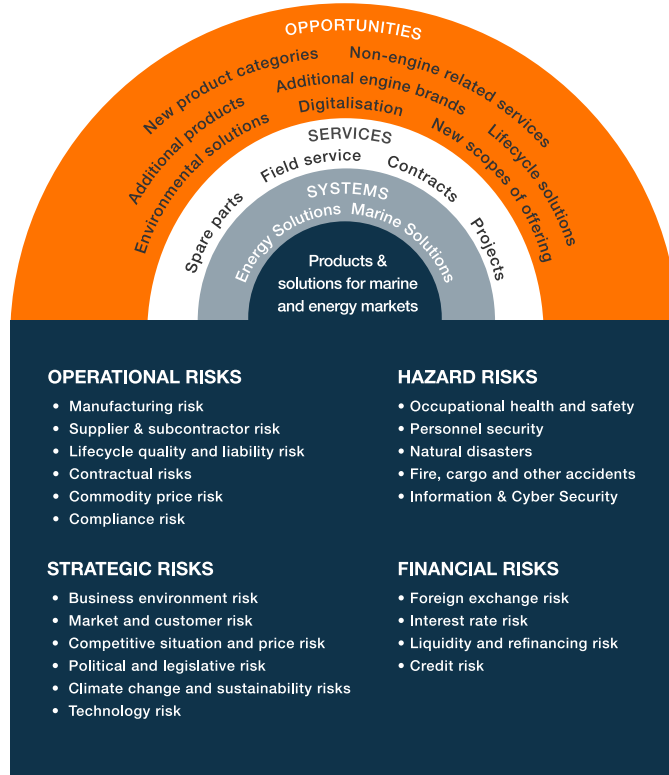 OPPORTUNITIES
New product categories
Non-engine related services
Additional products
Additional engine brands
Lifecycle solutions
Environmental solutions
Digitalisation
New scopes of offering
SERVICES
Spare parts
Field service
Contracts
Projects
SYSTEMS
Energy Solutions
Marine Solutions
Products &
solutions for marine
and energy markets
OPERATIONAL RISKS
• Manufacturing risk
• Supplier & subcontractor risk
• Lifecycle quality and liability risk
• Contractual risks
• Commodity price risk
• Compliance risk
HAZARD RISKS
• Occupational health and safety
• Personnel security
• Natural disasters
• Fire, cargo and other accidents
• Information & Cyber Security
STRATEGIC RISKS
• Business environment risk
• Market and customer risk
• Competitive situation and price risk
• Political and legislative risk
• Climate change and sustainability risks
• Technology risk
FINANCIAL RISKS
• Foreign exchange risk
• Interest rate risk
• Liquidity and refinancing risk
• Credit risk